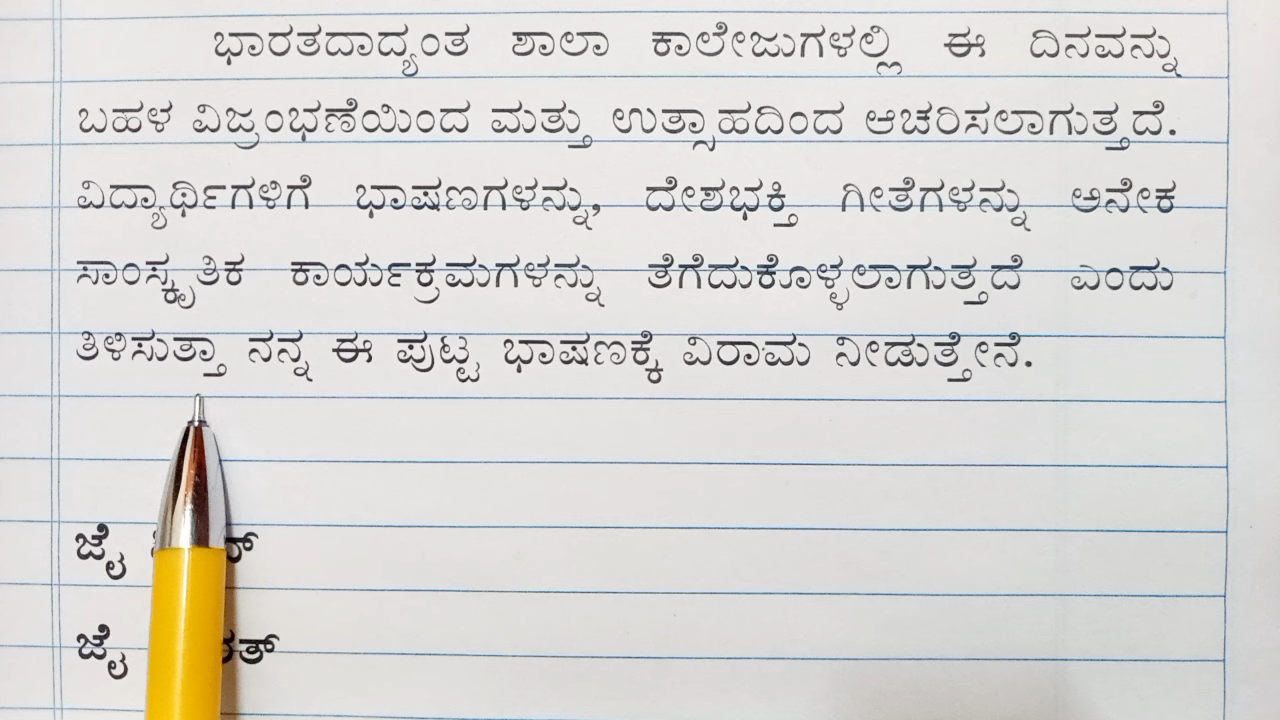 ಭಾರತದಾದ್ಯಂತ ಶಾಲಾ ಕಾಲೇಜುಗಳಲ್ಲಿ ಈ ದಿನವನ್ನು
ಬಹಳ ವಿಜ್ರಂಭಣೆಯಿಂದ ಮತ್ತು ಉತ್ಸಾಹದಿಂದ ಆಚರಿಸಲಾಗುತ್ತದೆ.
ವಿದ್ಯಾರ್ಥಿಗಳಿಗೆ ಭಾಷಣಗಳನ್ನು, ದೇಶಭಕ್ತಿ ಗೀತೆಗಳನ್ನು ಅನೇಕ
ಸಾಂಸ್ಕೃತಿಕ ಕಾರ್ಯಕ್ರಮಗಳನ್ನು ತೆಗೆದುಕೊಳ್ಳಲಾಗುತ್ತದೆ ಎಂದು
ತಿಳಿಸುತ್ತಾ ನನ್ನ ಈ ಪುಟ್ಟ ಭಾಷಣಕ್ಕೆ ವಿರಾಮ ನೀಡುತ್ತೇನೆ.
ಜೈ
ಜೈ